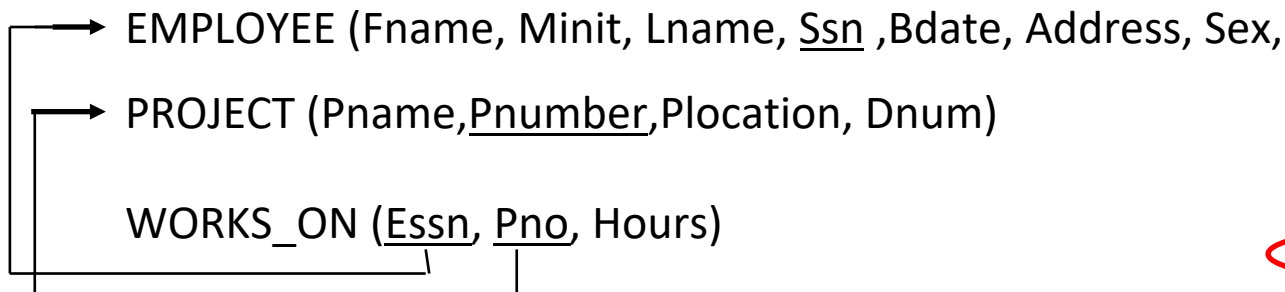 EMPLOYEE (Fname, Minit, Lname, Ssn ,Bdate, Address, Sex,
PROJECT (Pname,Pnumber,Plocation, Dnum)
WORKS_ON (Essn, Pno, Hours)